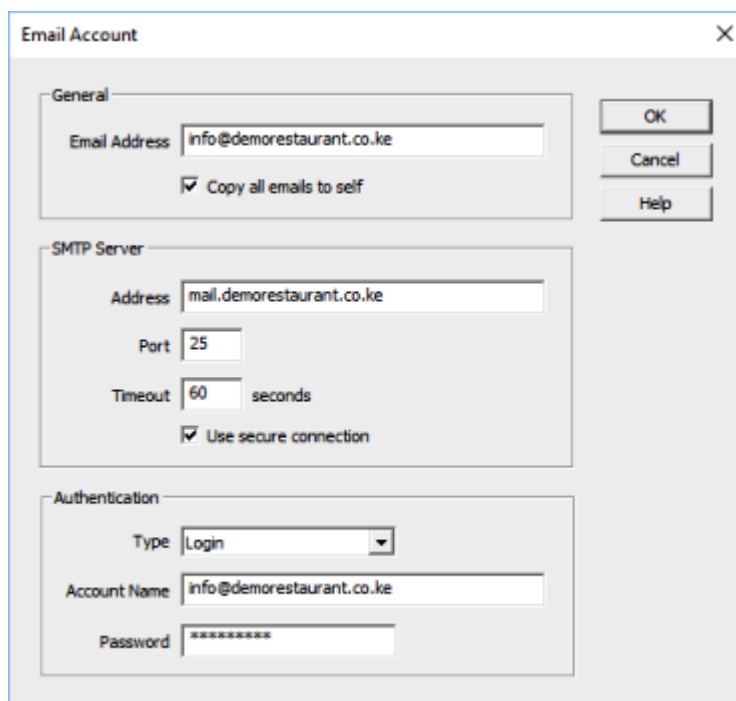 Email Account
General
Email Address info@demorestaurant.co.ke
Copy all emails to self
OK
Cancel
Help
SMTP Server
Address mail.demorestaurant.co.ke
Port 25
Timeout 60 seconds
Use secure connection
Authentication
Type Login
Account Name info@demorestaurant.co.ke
Password *********